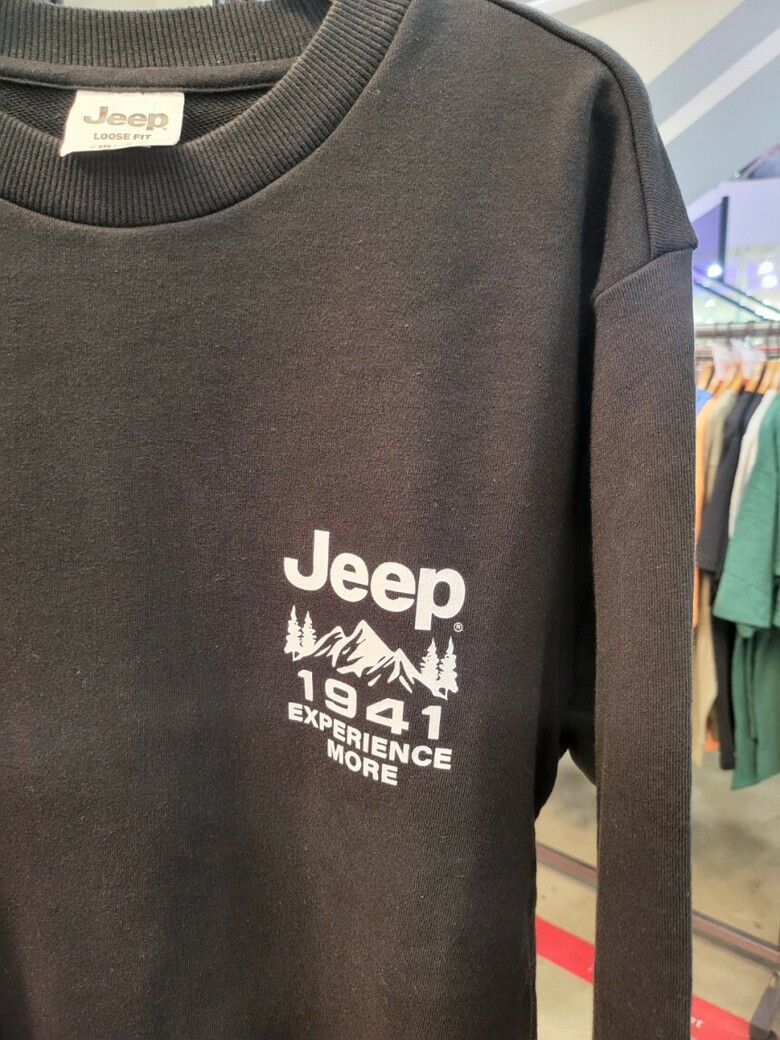 Jeep
LOOSE FIT
Jeep
®
1941
EXPERIENCE
MORE